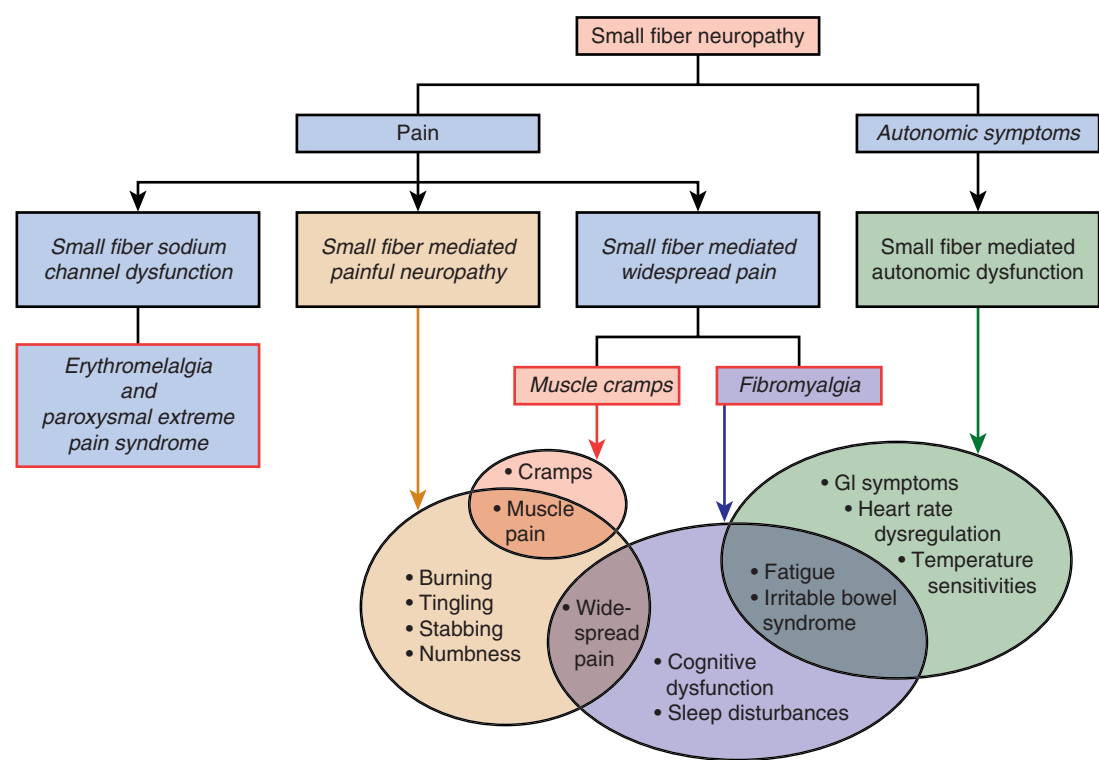 Small fiber neuropathy
Pain
Autonomic symptoms
Small fiber sodium
channel dysfunction
Small fiber mediated
painful neuropathy
Small fiber mediated
widespread pain
Small fiber mediated
autonomic dysfunction
Erythromelalgia
and
paroxysmal extreme
pain syndrome
Muscle cramps
Fibromyalgia
• Cramps
• Muscle
pain
• Burning
• Tingling
• Stabbing
• Numbness
• Wide-
spread
pain
• Cognitive
dysfunction
• Sleep disturbances
• Fatigue
• Irritable bowel
syndrome
• GI symptoms
• Heart rate
dysregulation
• Temperature
sensitivities